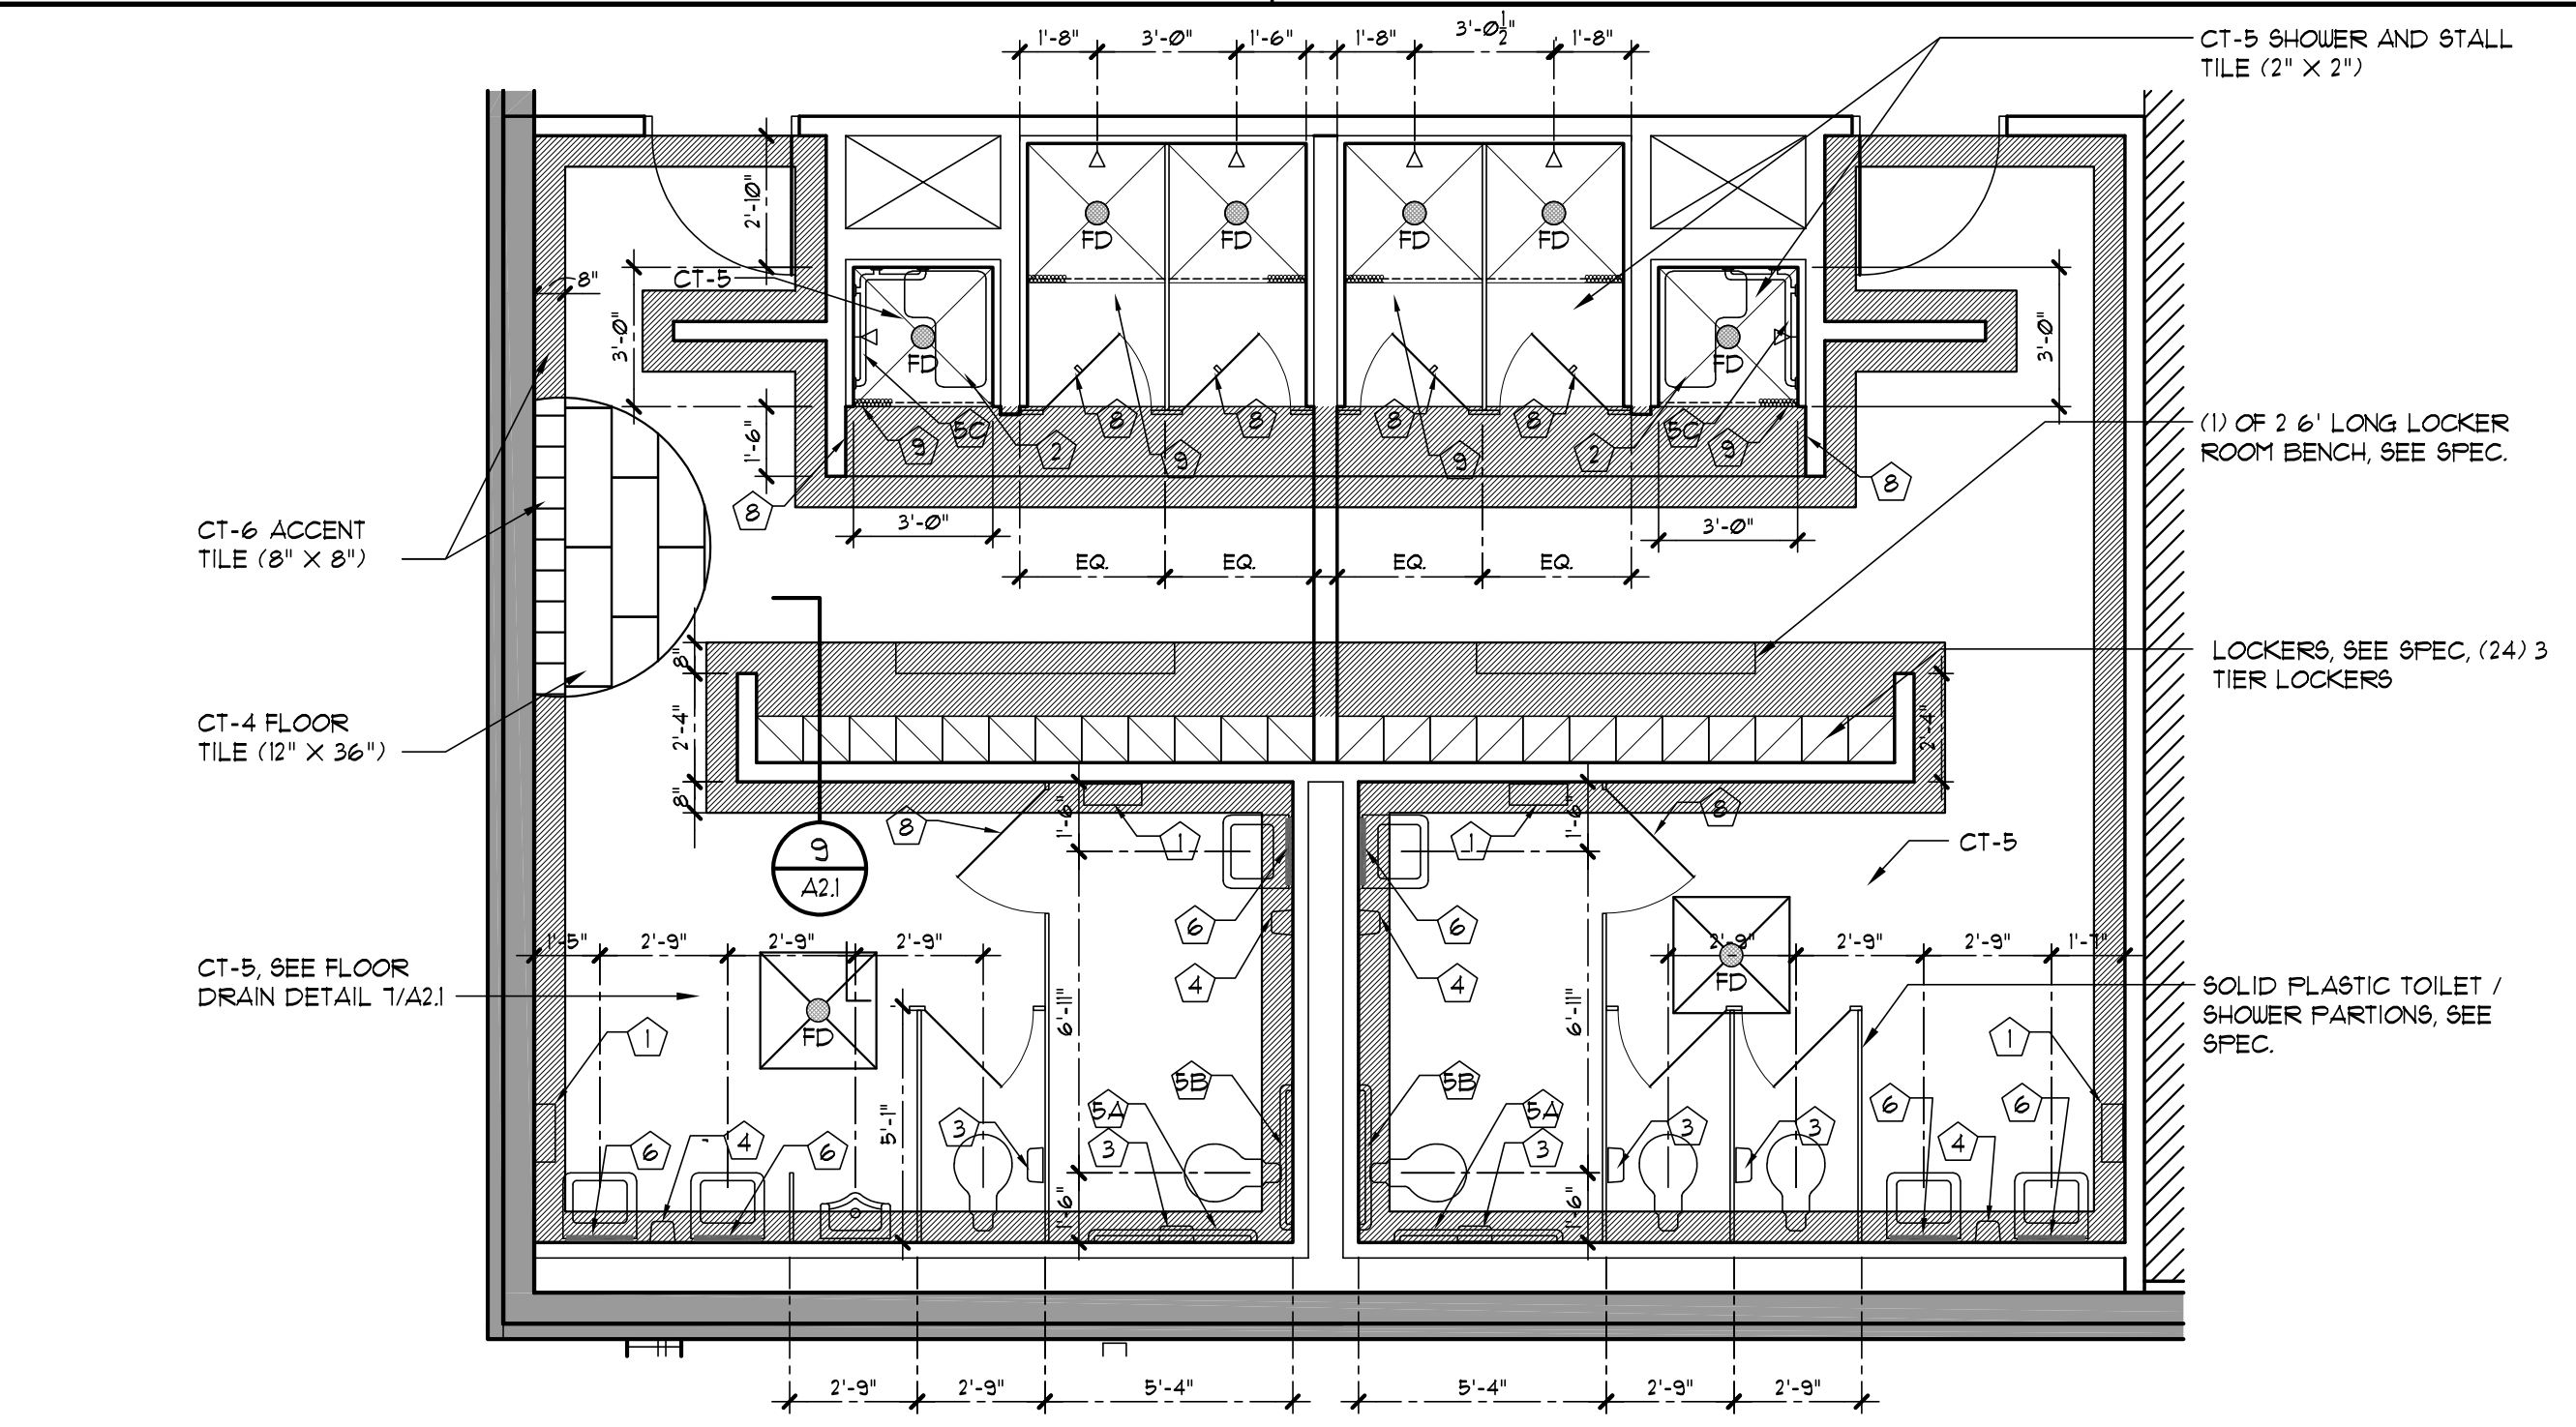 1'-8" 3'-0" 1'-6" 1'-8" 3'-0½" 1'-8"
CT-5 SHOWER AND STALL
TILE (2" X 2")
2'-10"
FD FD FD FD
CT-5
8"
3'-0"
FD
FD
3'-0"
1'-6"
8 8 8 8
5C 5C
9 2 9 9 2 9
8 8
(1) OF 2 6' LONG LOCKER
ROOM BENCH, SEE SPEC.
3'-0" 3'-0"
CT-6 ACCENT
TILE (8" X 8")
EQ. EQ. EQ. EQ.
8"
LOCKERS, SEE SPEC, (24) 3
TIER LOCKERS
CT-4 FLOOR
TILE (12" X 36")
2'-4" 2'-4"
8"
8 1'-6" 1 1 1'-6" 8
9
A2.1
CT-5
6 6
1'-5" 2'-9" 2'-9" 2'-9" 2'-9" 2'-9" 2'-9" 1'-7"
CT-5, SEE FLOOR
DRAIN DETAIL 7/A2.1
4 4
FD
SOLID PLASTIC TOILET /
SHOWER PARTIONS, SEE
SPEC.
6'-11" 6'-11"
FD
1 1
5B 5B
5'-1"
5A 5A
6 6
3 3 3
6 4 6 3 3 4
1'-6" 1'-6"
2'-9" 2'-9" 5'-4" 5'-4" 2'-9" 2'-9"